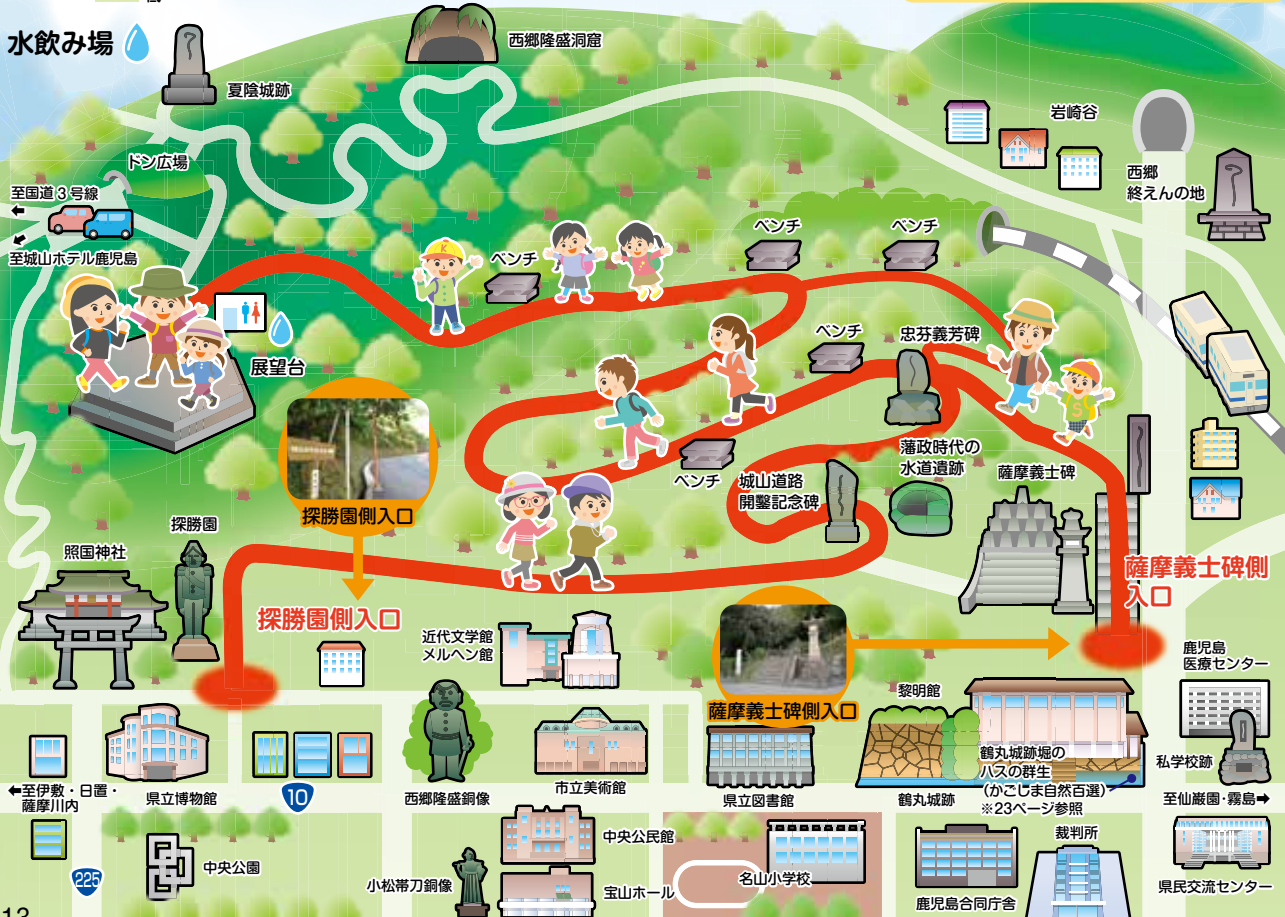 水飲み場
夏陰城跡
西郷隆盛洞窟
岩崎谷
西郷
終えんの地
ドン広場
至国道3号線
至城山ホテル鹿児島
展望台
K
ベンチ
ベンチ
ベンチ
ベンチ
ベンチ
忠芬義芳碑
S
藩政時代の
水道遺跡
城山道路
開鑿記念碑
薩摩義士碑
探勝園側入口
探勝園側入口
探勝園
照国神社
薩摩義士碑側
入口
薩摩義士碑側入口
近代文学館
メルヘン館
鹿児島
医療センター
黎明館
鶴丸城跡堀の
ハスの群生
(かごしま自然百選)
※23ページ参照
鶴丸城跡
私学校跡
至仙巌園・霧島➡
←至伊敷・日置・
薩摩川内
県立博物館
10
西郷隆盛銅像
市立美術館
県立図書館
225
中央公園
小松帯刀銅像
中央公民館
宝山ホール
名山小学校
鹿児島合同庁舎
裁判所
県民交流センター